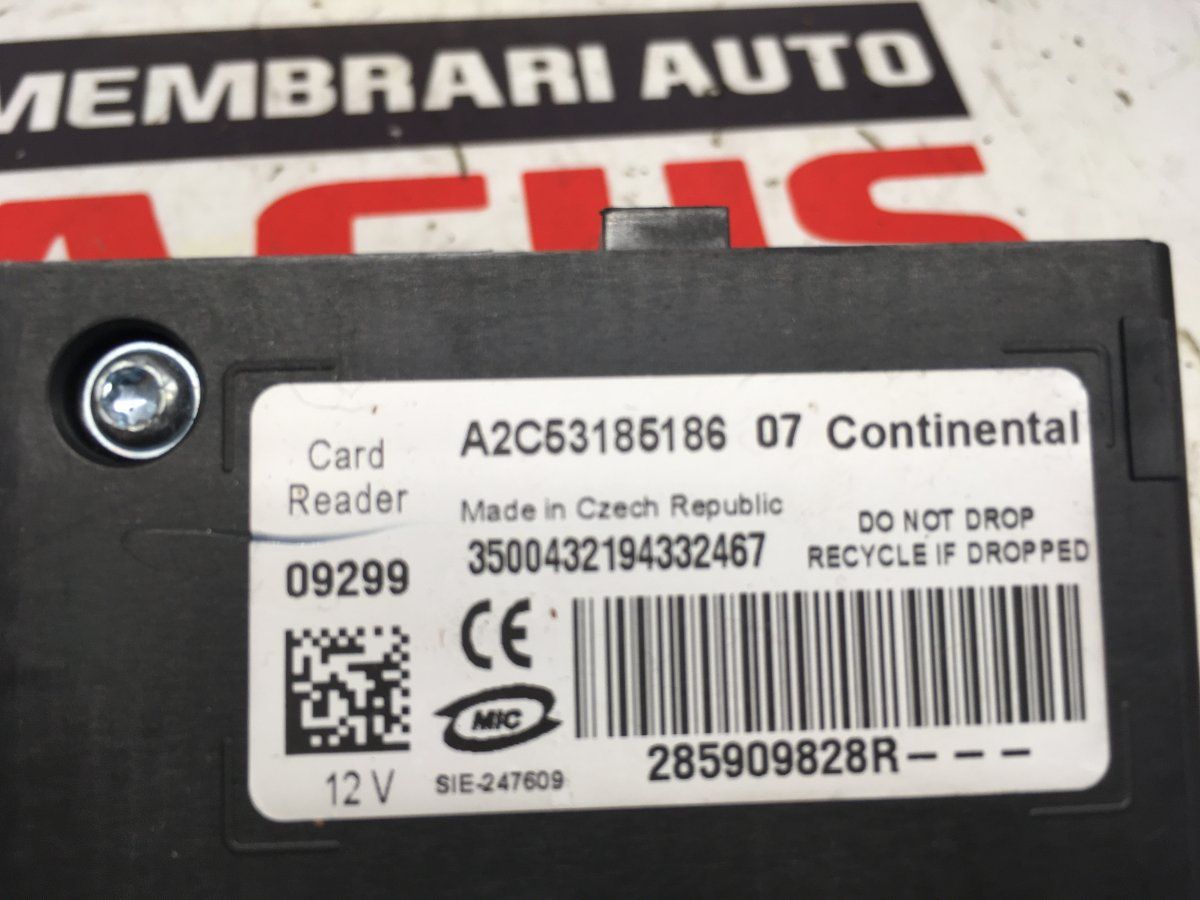 MEMBRARI AUTO
Card
Reader
A2C53185186 07 Continental
Made in Czech Republic
3500432194332467
DO NOT DROP
RECYCLE IF DROPPED
09299
CE
MIC
12 V
SIE-247609
285909828R---